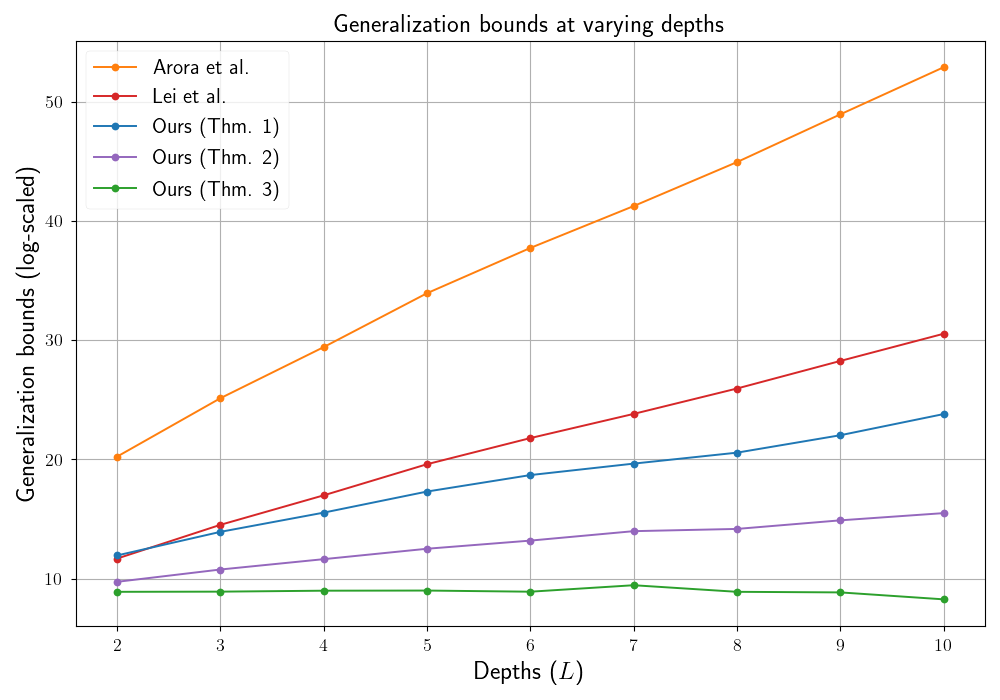 Generalization bounds at varying depths
Arora et al.
Lei et al.
Ours (Thm. 1)
Ours (Thm. 2)
Ours (Thm. 3)
Generalization bounds (log-scaled)
50
40
30
20
10
2 3 4 5 6 7 8 9 10
Depths (L)